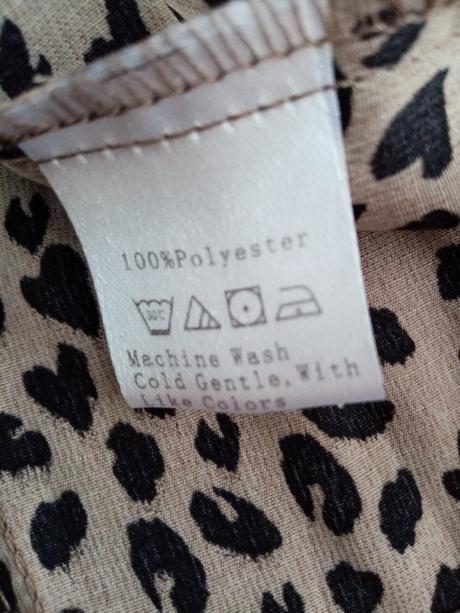 100%Polyester
30℃
Machine Wash
Cold Gentle,With
Like Colors